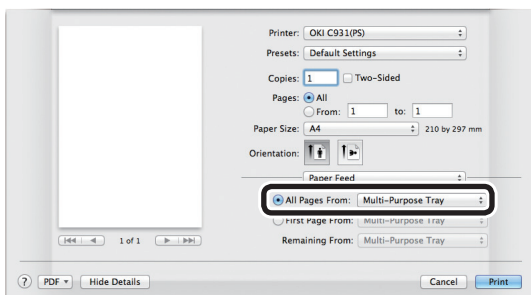 Printer: OKI C931(PS)
Presets: Default Settings
Copies: 1 Two-Sided
Pages: All
From: 1 to: 1
Paper Size: A4 210 by 297 mm
Orientation:
Paper Feed
All Pages From: Multi-Purpose Tray
First Page From: Multi-Purpose Tray
Remaining From: Multi-Purpose Tray
1 of 1
? PDF Hide Details Cancel Print